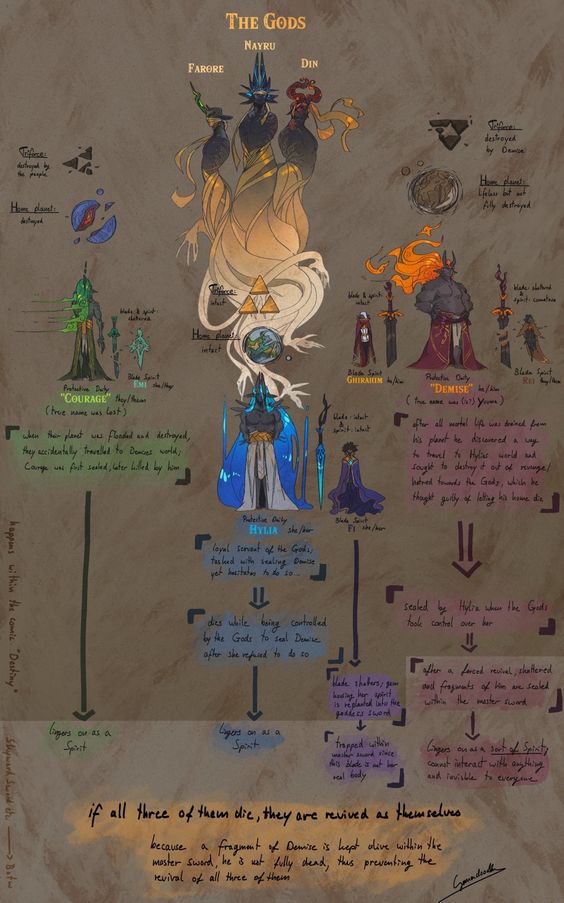 THE GODS
NAYRU
FARORE
DIN
Triforce:
destroyed by
the people
Home planet:
destroyed
Triforce:
destroyed
by Demise
Home planet:
Lifeless but not
fully destroyed
Triforce:
intact
Home planet:
intact
blade & spirit:
shattered
Blade Spirit
EMI she/they
Protective Deity
"COURAGE" they/them
(true name was lost)
when their planet was flooded and destroyed,
they accidentally travelled to Demises world;
Courage was first sealed, later killed by him
lingers on as a
Spirit
blade & spirit:
intact
Blade Spirit
GHIRAHIM he/him
blade: shattered
&
spirit: comatose
Blade Spirit
REI they/them
Protective Deity
"DEMISE" he/him
(true name was (is?)
after all mortal life was drained from
his planet he discovered a way
to travel to Hylias world and
sought to destroy it out of revenge/
hatred towards the Gods, which he
thought guilty of letting his home die
sealed by Hylia when the Gods
took control over her
after a forced revival, shattered
and fragments of him are sealed
within the master sword
lingers on as a sort of Spirit;
cannot interact with anything
and invisible to everyone
blade: intact
spirit: intact
Protective Deity
HYLIA she/her
Blade Spirit
FI she/her
loyal servant of the Gods,
tasked with sealing Demise
yet hesitates to do so...
dies while being controlled
by the Gods to seal Demise
after she refused to do so
lingers on as a
Spirit
blade shatters; gem
housing her spirit
is replanted into the
goddess sword
trapped within
master sword since
this blade is not her
real body
happens within the comic "Destiny"
Skyward Sword etc. → BotW
if all three of them die, they are revived as themselves
because a fragment of Demise is kept alive within the
master sword, he is not fully dead, thus preventing the
revival of all three of them